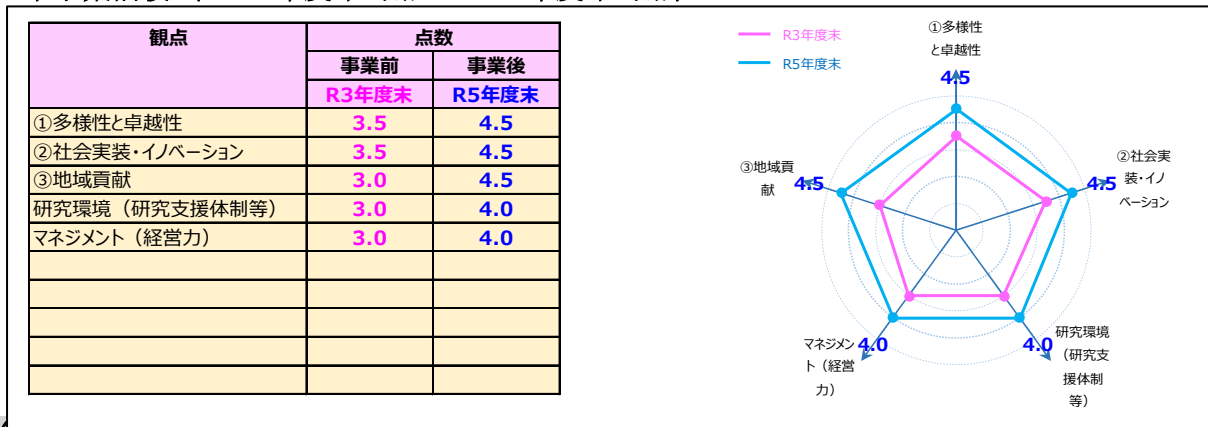 観点 点数
事業前 事業後
R3年度末 R5年度末
①多様性と卓越性 3.5 4.5
②社会実装・イノベーション 3.5 4.5
③地域貢献 3.0 4.5
研究環境（研究支援体制等） 3.0 4.0
マネジメント（経営力） 3.0 4.0
R3年度末
R5年度末
①多様性
と卓越性
4.5
②社会実
装・イノ
ベーション
4.5
研究環境
（研究支
援体制
等）
4.0
マネジメン
ト（経営
力）
4.0
③地域貢
献
4.5